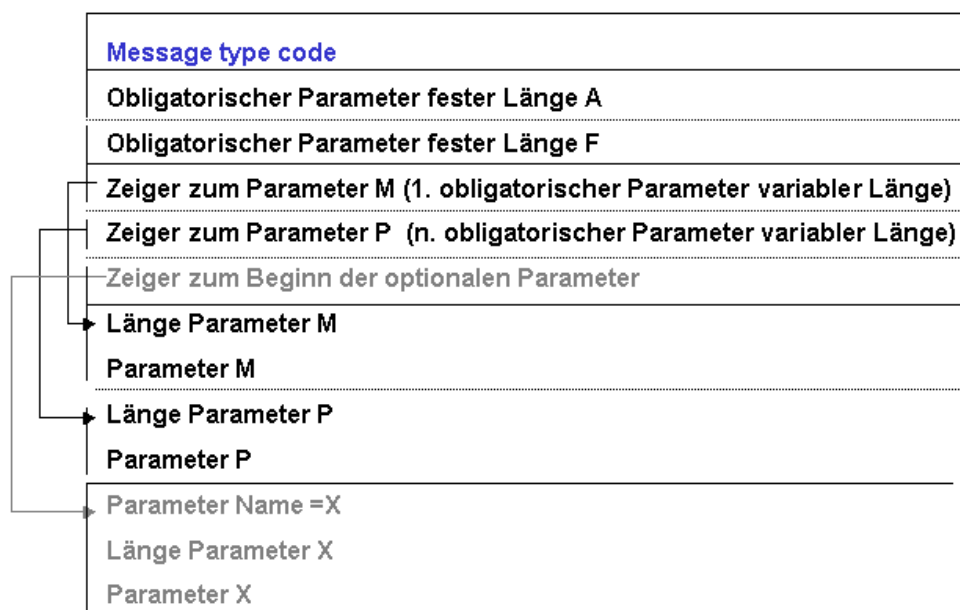 Message type code
Obligatorischer Parameter fester Länge A
Obligatorischer Parameter fester Länge F
Zeiger zum Parameter M (1. obligatorischer Parameter variabler Länge)
Zeiger zum Parameter P (n. obligatorischer Parameter variabler Länge)
Zeiger zum Beginn der optionalen Parameter
Länge Parameter M
Parameter M
Länge Parameter P
Parameter P
Parameter Name =X
Länge Parameter X
Parameter X